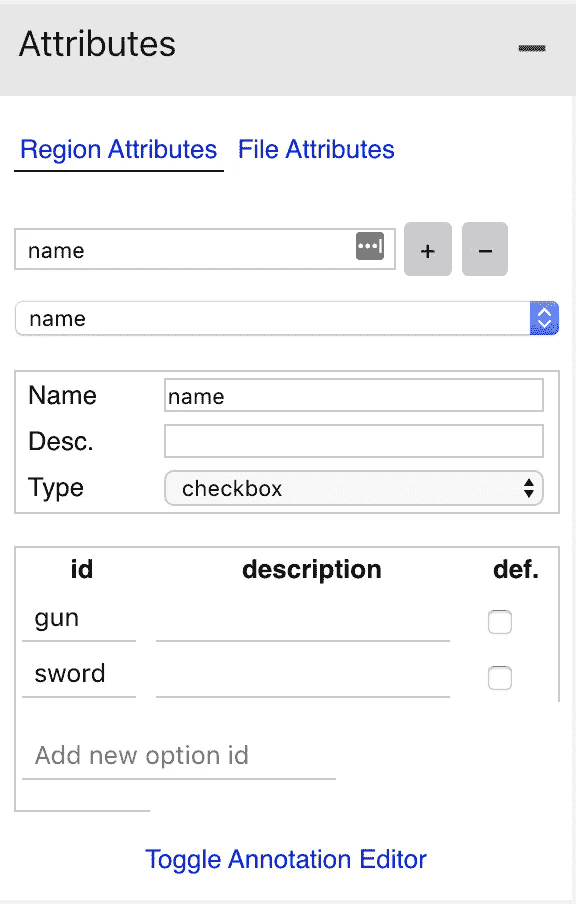 Attributes
Region Attributes File Attributes
name + −
name
Name name
Desc.
Type checkbox
id description def.
gun
sword
Add new option id
Toggle Annotation Editor